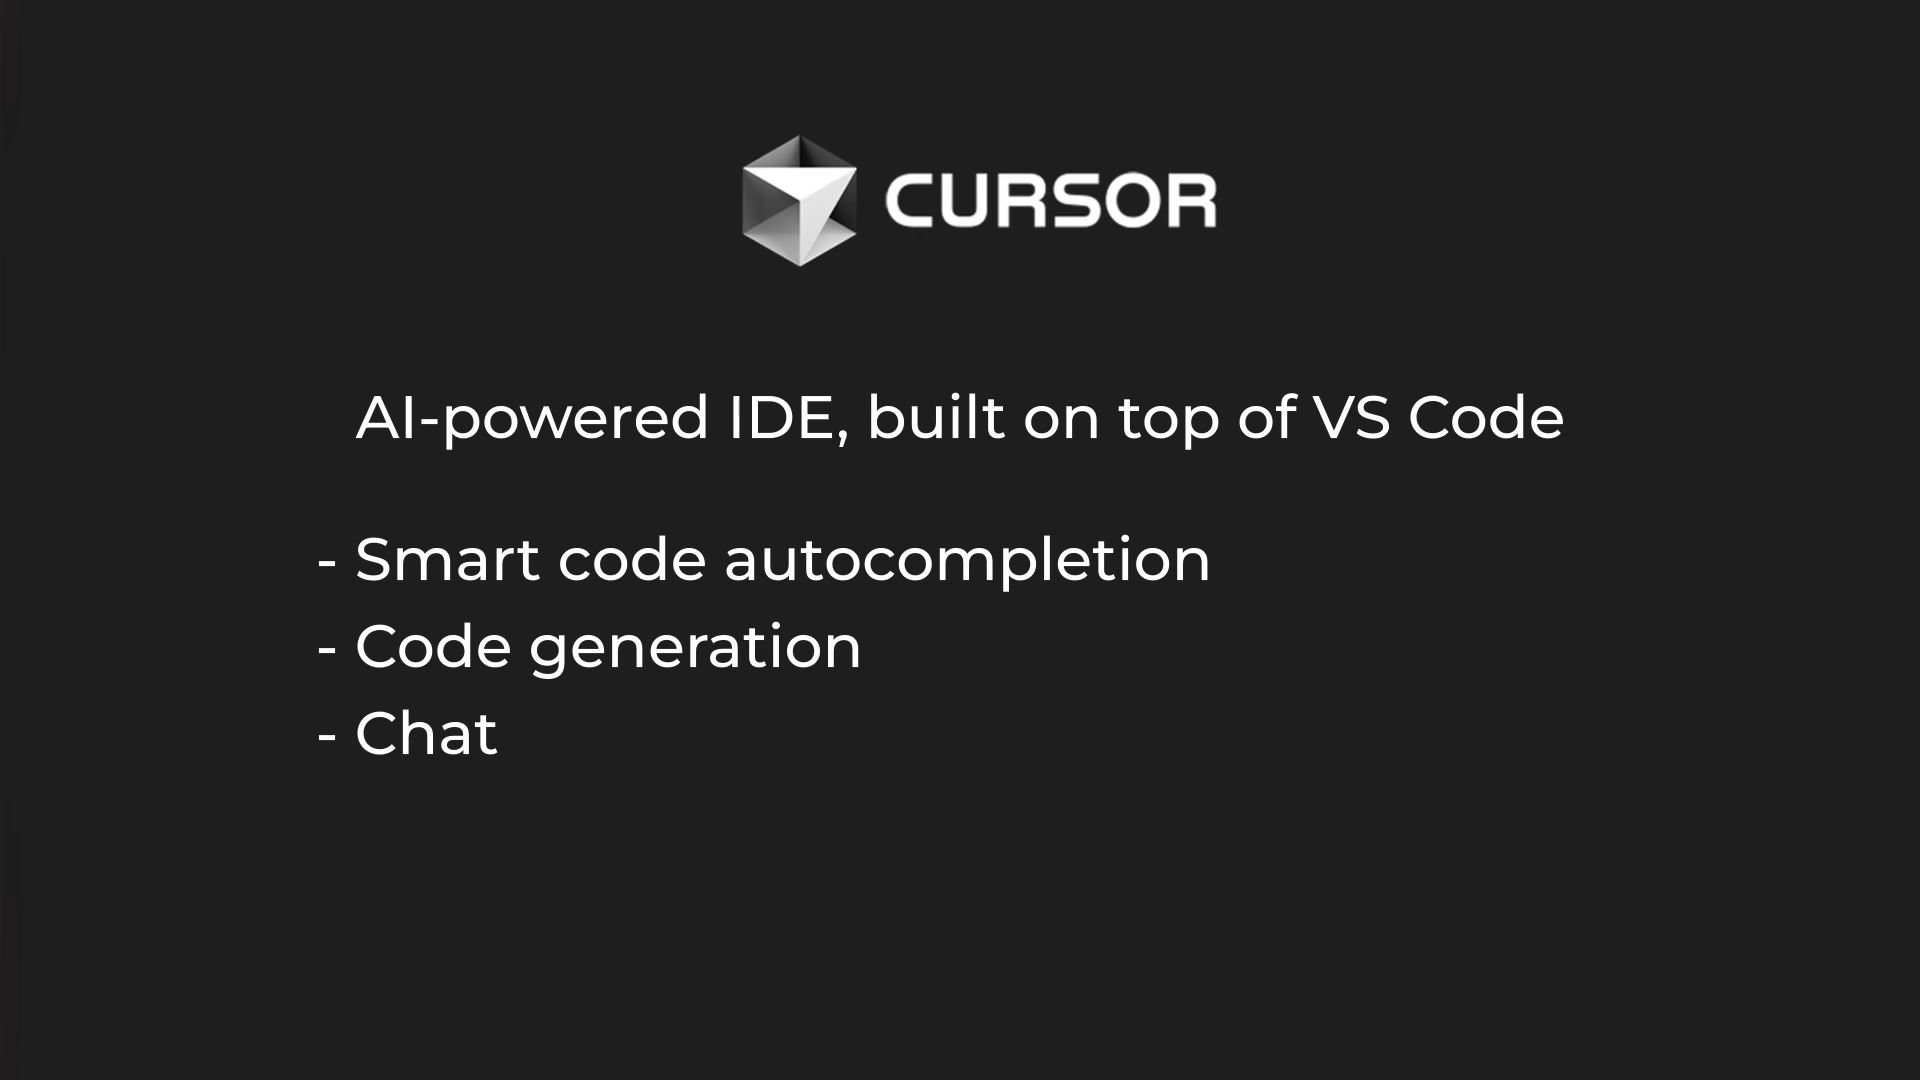 CURSOR
AI-powered IDE, built on top of VS Code
- Smart code autocompletion
- Code generation
- Chat